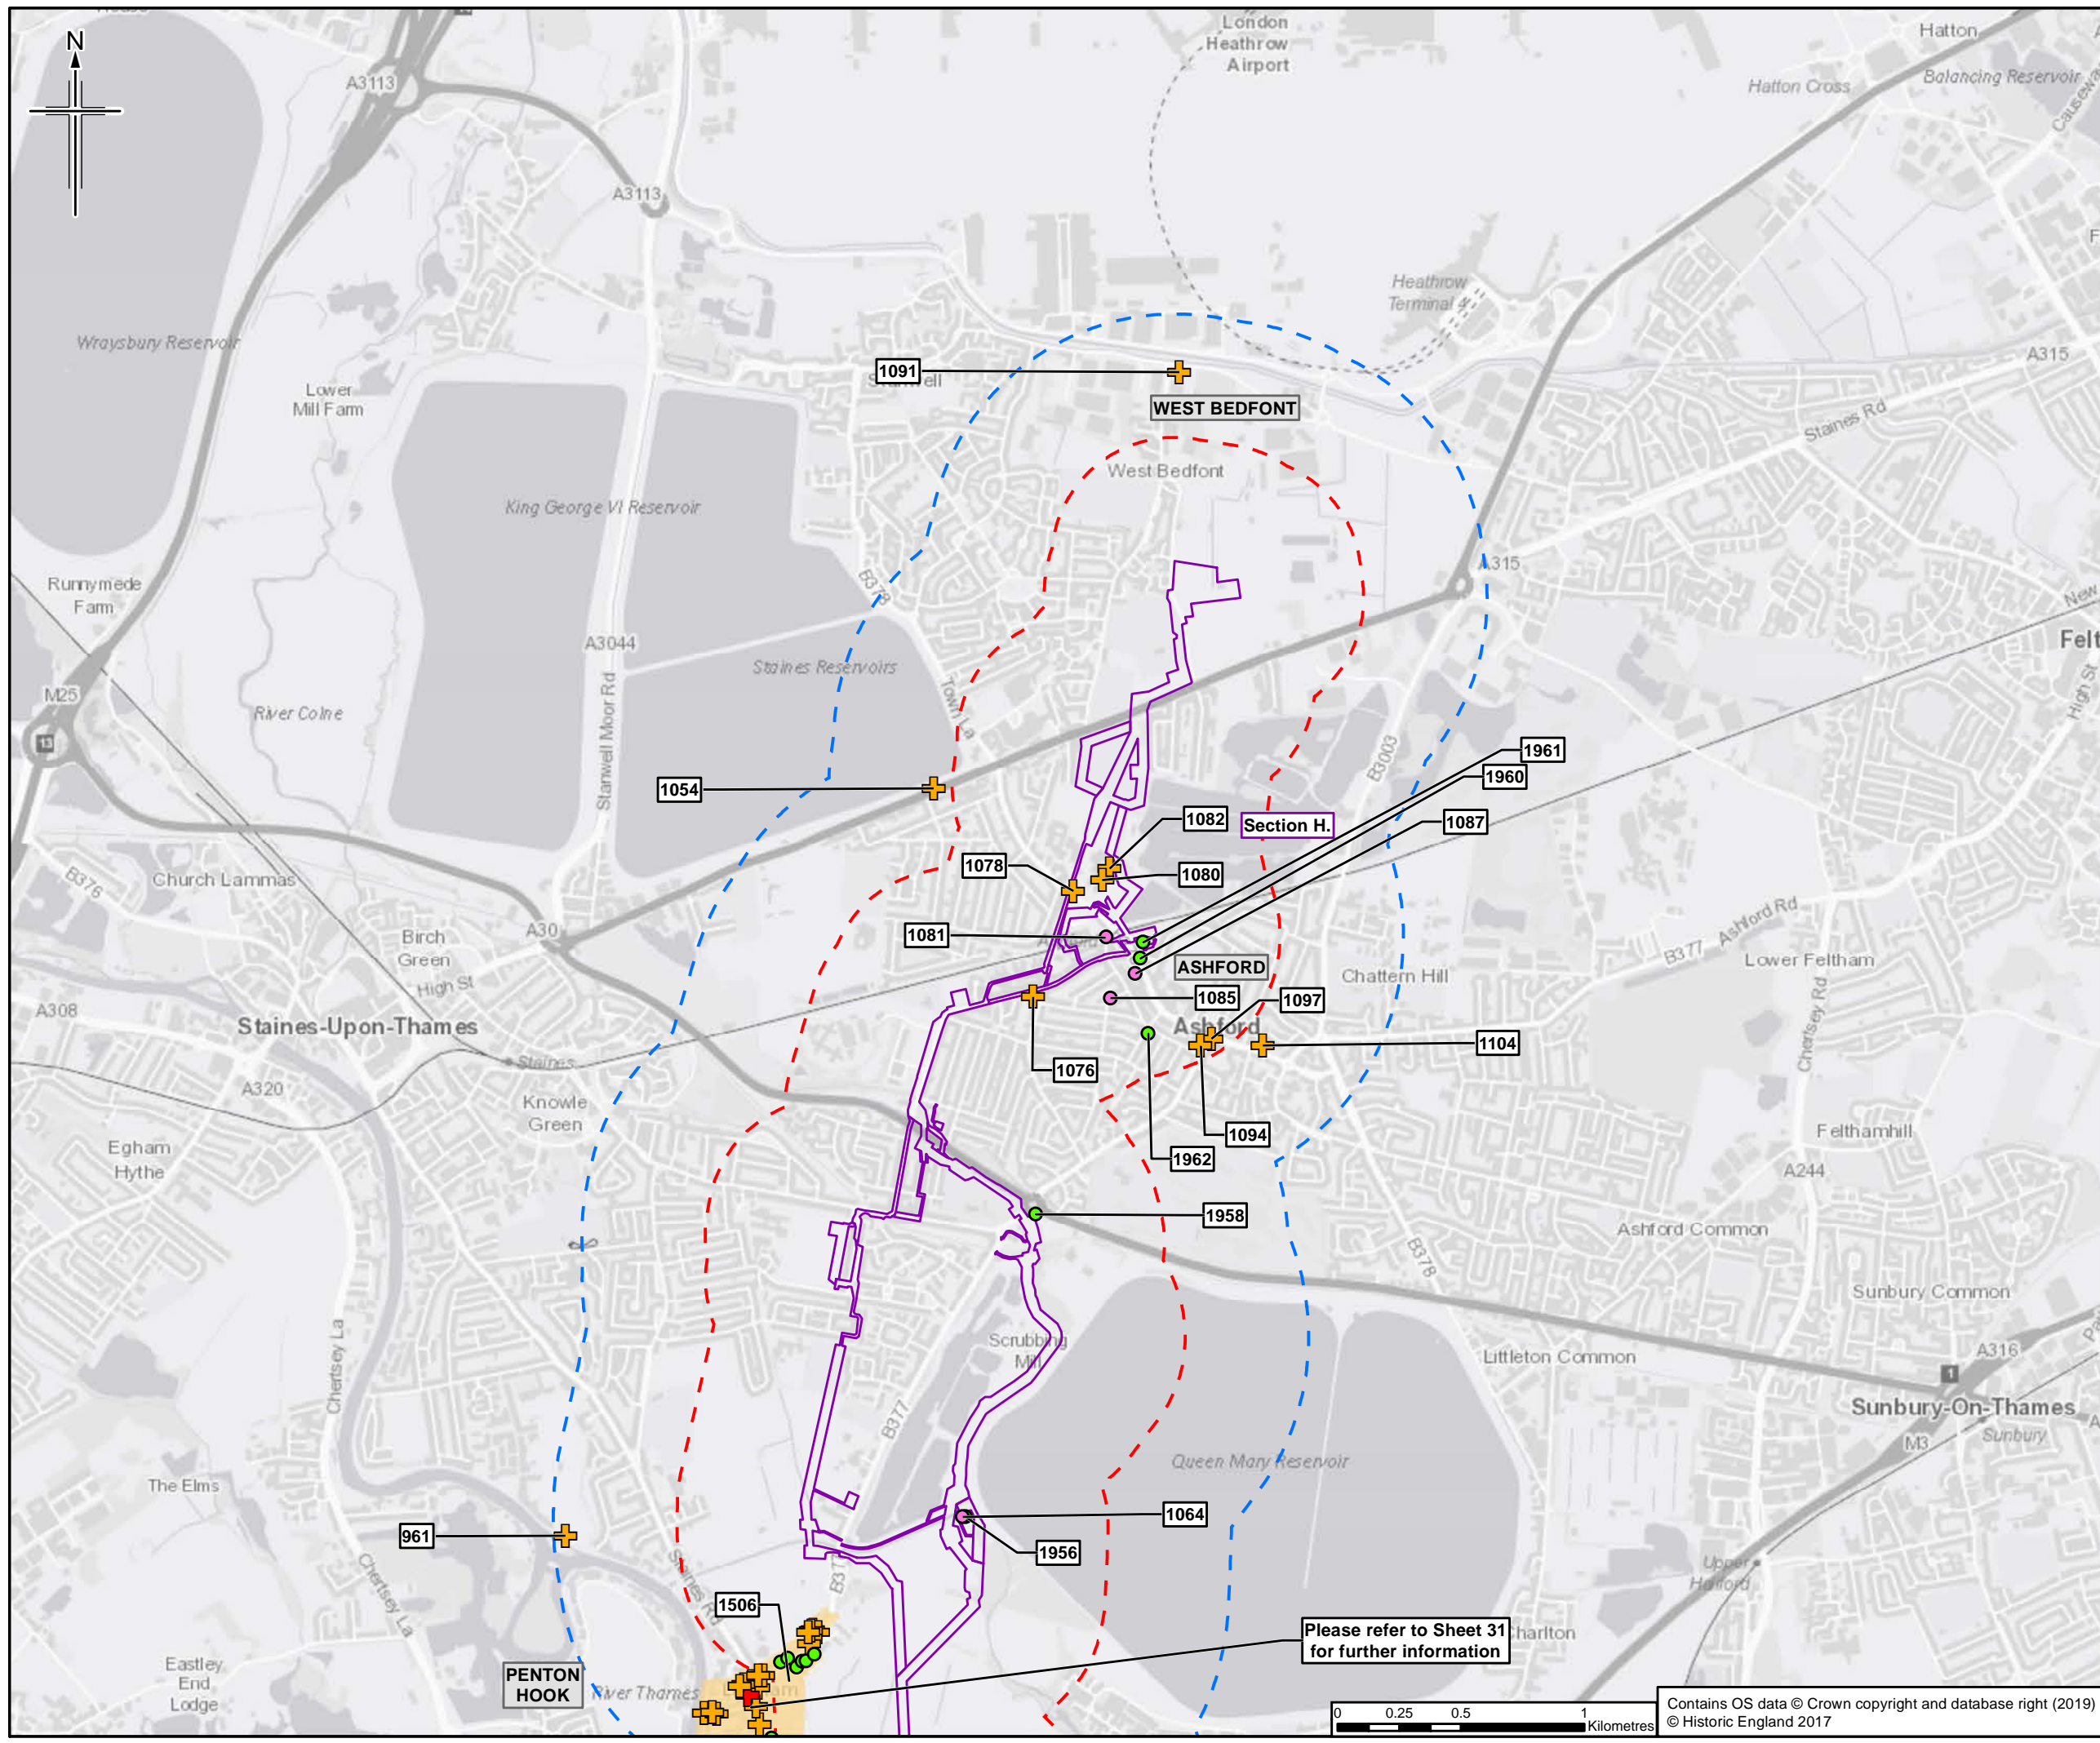 London
Heathrow
Airport
Hatton
N
A3113
Hatton Cross
Balancing Reservoir
A3113
Heathrow
Terminal 4
Wraysbury Reservoir
A315
1091
Lower
Mill Farm
WEST BEDFONT
Staines Rd
West Bedfont
King George VI Reservoir
A315
Runnymede
Farm
B378
New
A3044
Felt
Staines Reservoirs
High St
M25
River Colne
Town La
13
Stanwell Moor Rd
B3003
1961
1960
1054
1082
Section H.
1087
1078
1080
B376
Church Lammas
Ashford Rd
1081
A30
Birch
Green
B377
Lower Feltham
ASHFORD
Chattern Hill
High St
1085
1097
A308
Staines-Upon-Thames
Ashford
Chertsey Rd
1104
Staines
1076
A320
Knowle
Green
1094
Felthamhill
Egham
Hythe
1962
A244
1958
Ashford Common
B378
Sunbury Common
Scrubbing
Mill
Littleton Common
A316
1
Chertsey La
Sunbury-On-Thames
B377
M3
Sunbury
Queen Mary Reservoir
The Elms
1064
961
1956
Chertsey La
Staines Rd
B377
Upper
Halliford
1506
Please refer to Sheet 31
for further information
Charlton
Eastley
End
Lodge
PENTON
HOOK
River Thames
0 0.25 0.5 1
Kilometres
Contains OS data © Crown copyright and database right (2019)
© Historic England 2017